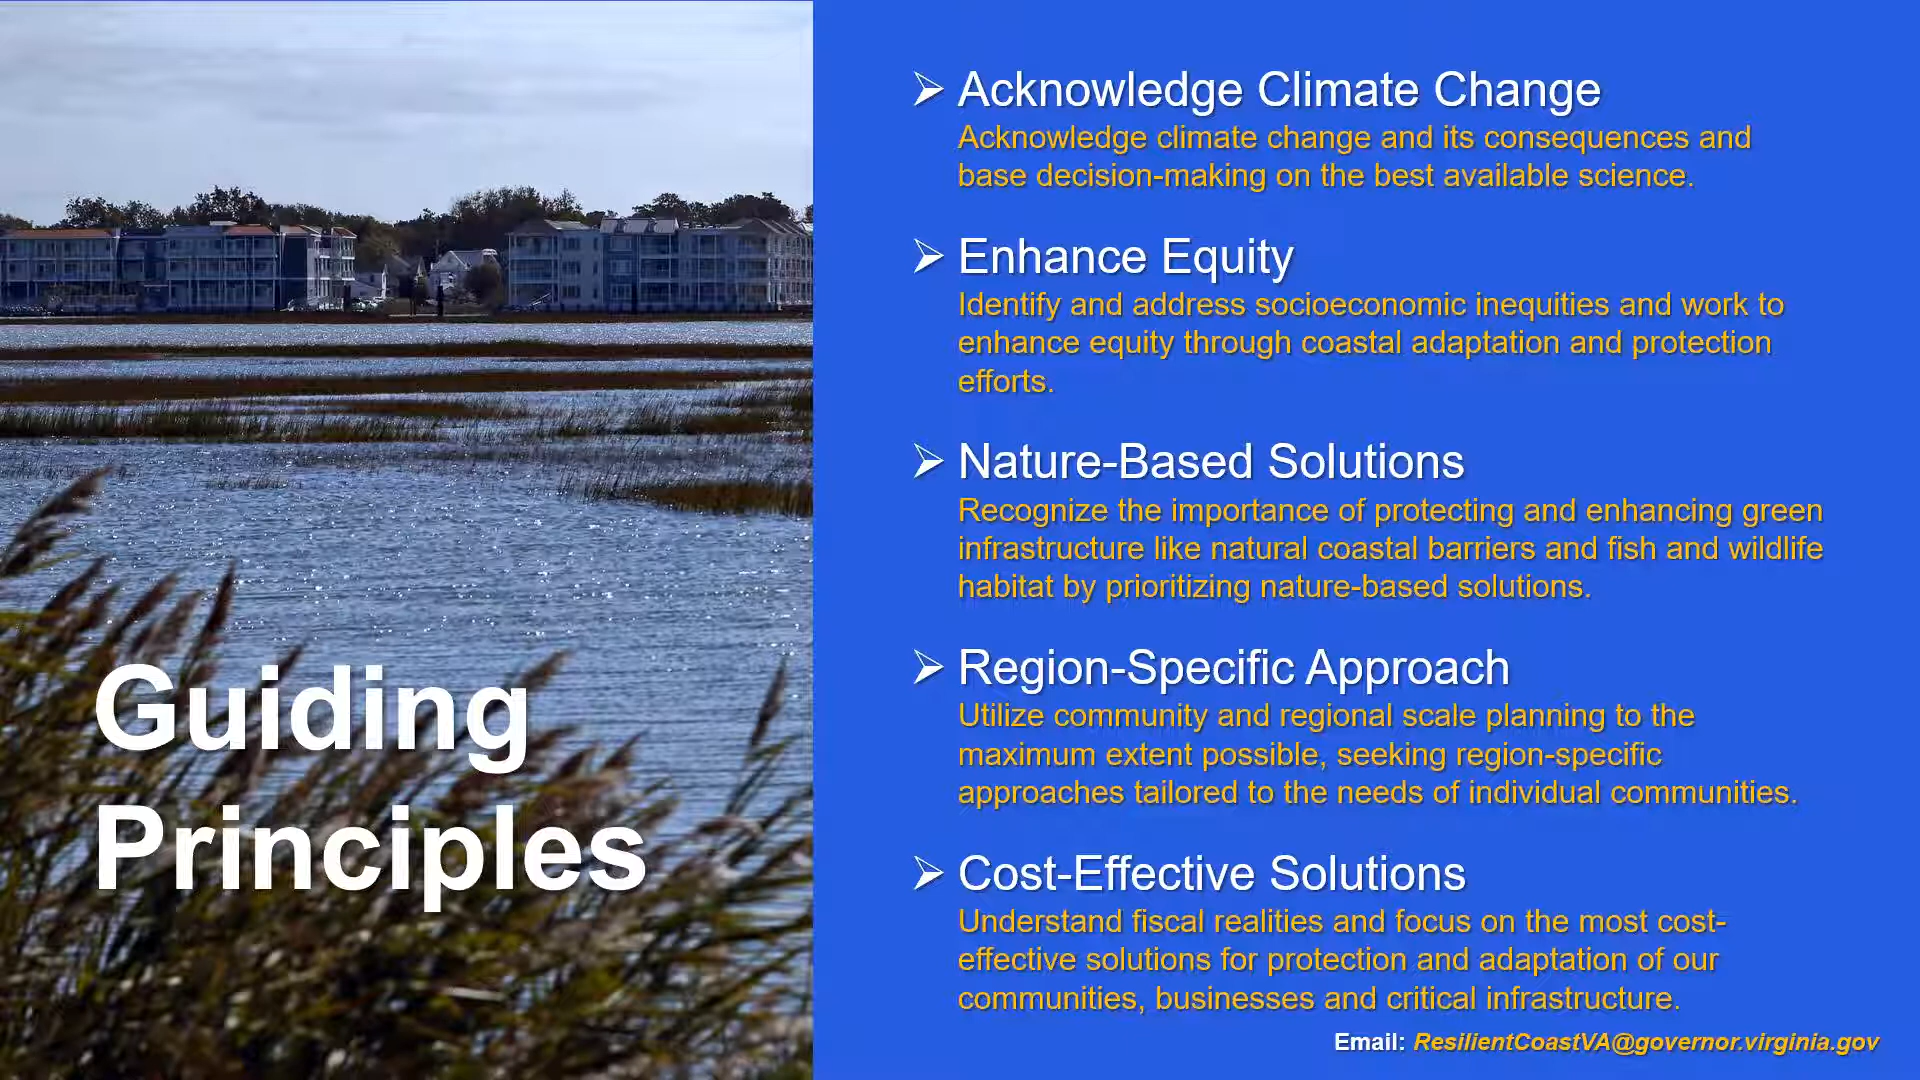 Guiding
Principles
Acknowledge Climate Change
Acknowledge climate change and its consequences and
base decision-making on the best available science.
Enhance Equity
Identify and address socioeconomic inequities and work to
enhance equity through coastal adaptation and protection
efforts.
Nature-Based Solutions
Recognize the importance of protecting and enhancing green
infrastructure like natural coastal barriers and fish and wildlife
habitat by prioritizing nature-based solutions.
Region-Specific Approach
Utilize community and regional scale planning to the
maximum extent possible, seeking region-specific
approaches tailored to the needs of individual communities.
Cost-Effective Solutions
Understand fiscal realities and focus on the most cost-
effective solutions for protection and adaptation of our
communities, businesses and critical infrastructure.
Email: ResilientCoastVA@governor.virginia.gov